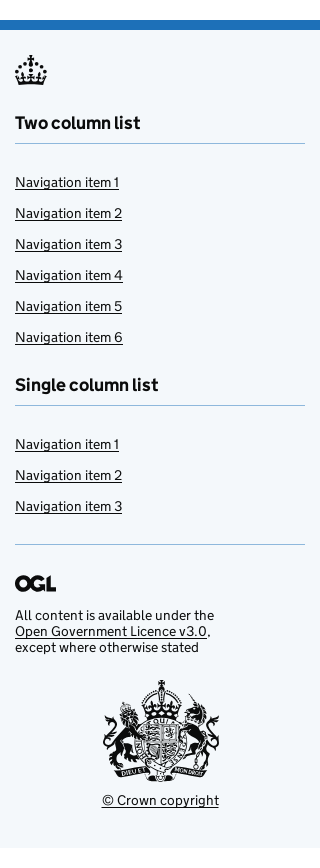 Two column list
Navigation item 1
Navigation item 2
Navigation item 3
Navigation item 4
Navigation item 5
Navigation item 6
Single column list
Navigation item 1
Navigation item 2
Navigation item 3
OGL
All content is available under the
Open Government Licence v3.0,
except where otherwise stated
DIEU ET MON DROIT
© Crown copyright